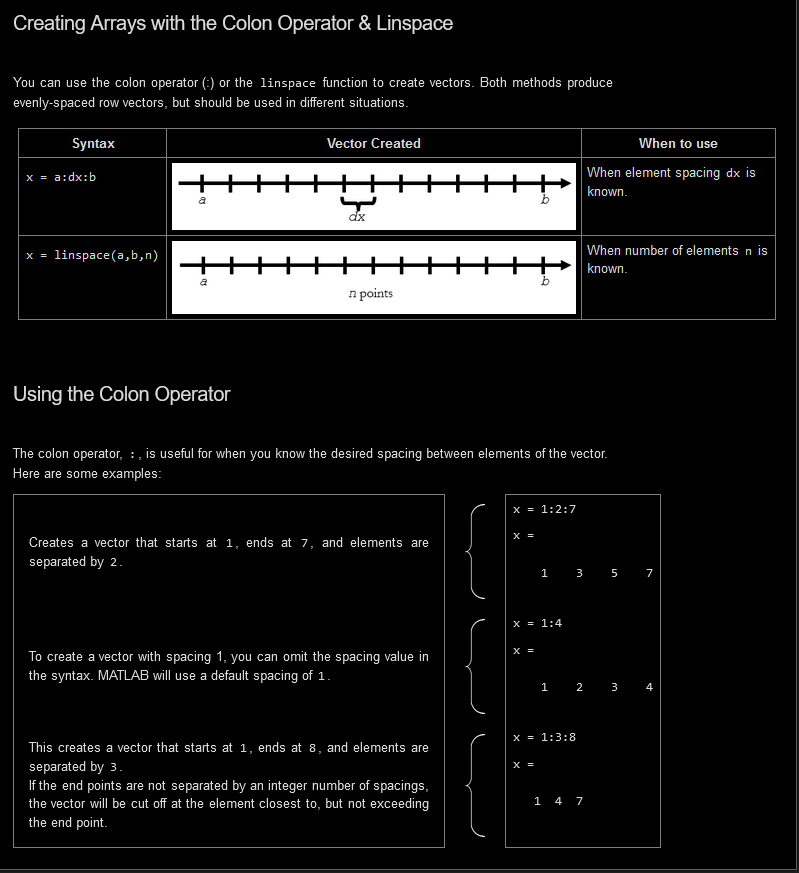 Creating Arrays with the Colon Operator & Linspace
You can use the colon operator (:) or the linspace function to create vectors. Both methods produce
evenly-spaced row vectors, but should be used in different situations.
Syntax
Vector Created
When to use
x = a:dx:b
a
b
dx
When element spacing dx is
known.
x = linspace(a,b,n)
a
b
n points
When number of elements n is
known.
Using the Colon Operator
The colon operator, :, is useful for when you know the desired spacing between elements of the vector.
Here are some examples:
Creates a vector that starts at 1, ends at 7, and elements are
separated by 2.
x = 1:2:7
x =
1 3 5 7
To create a vector with spacing 1, you can omit the spacing value in
the syntax. MATLAB will use a default spacing of 1.
x = 1:4
x =
1 2 3 4
This creates a vector that starts at 1, ends at 8, and elements are
separated by 3.
If the end points are not separated by an integer number of spacings,
the vector will be cut off at the element closest to, but not exceeding
the end point.
x = 1:3:8
x =
1 4 7